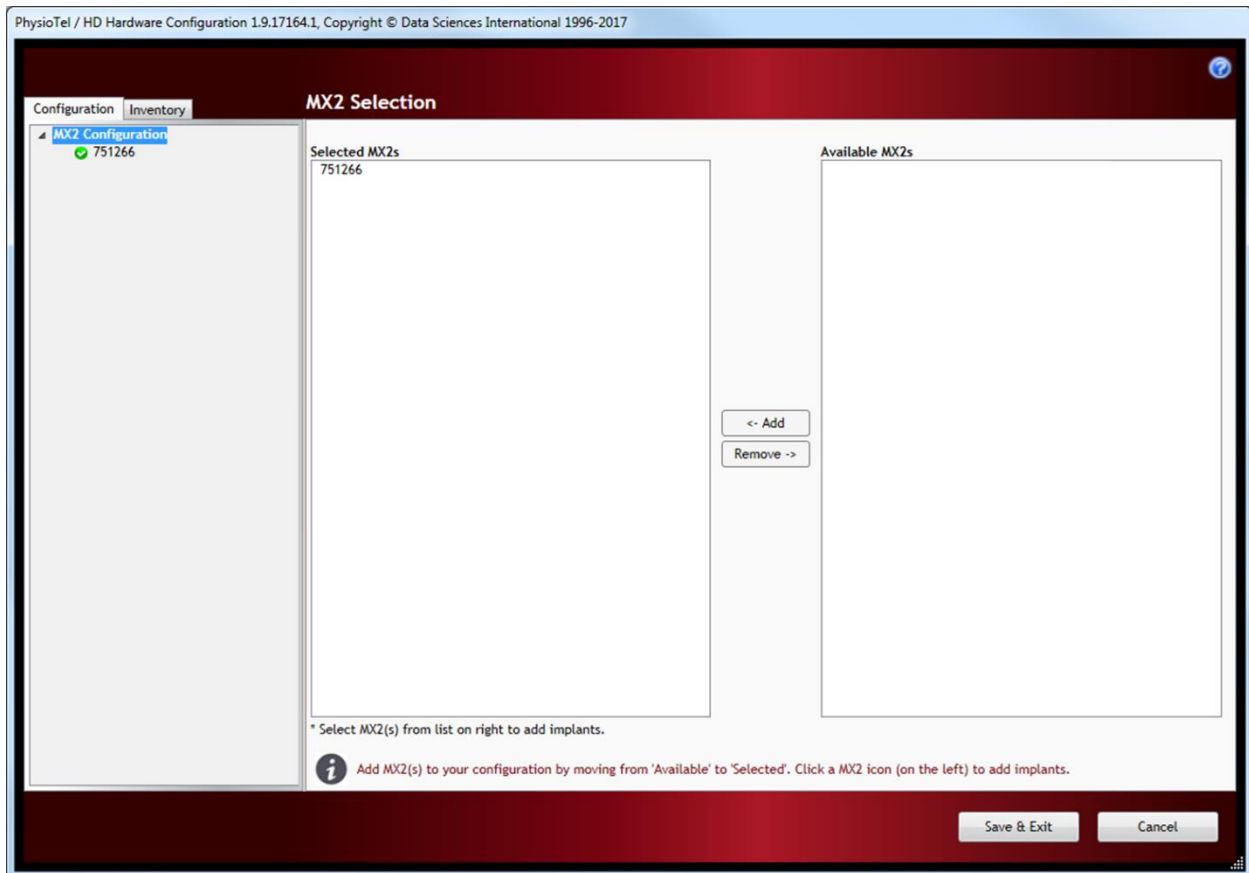 PhysioTel / HD Hardware Configuration 1.9.17164.1, Copyright © Data Sciences International 1996-2017
MX2 Selection
Configuration
Inventory
MX2 Configuration
751266
Selected MX2s
751266
Available MX2s
<- Add
Remove ->
* Select MX2(s) from list on right to add implants.
Add MX2(s) to your configuration by moving from 'Available' to 'Selected'. Click a MX2 icon (on the left) to add implants.
Save & Exit
Cancel